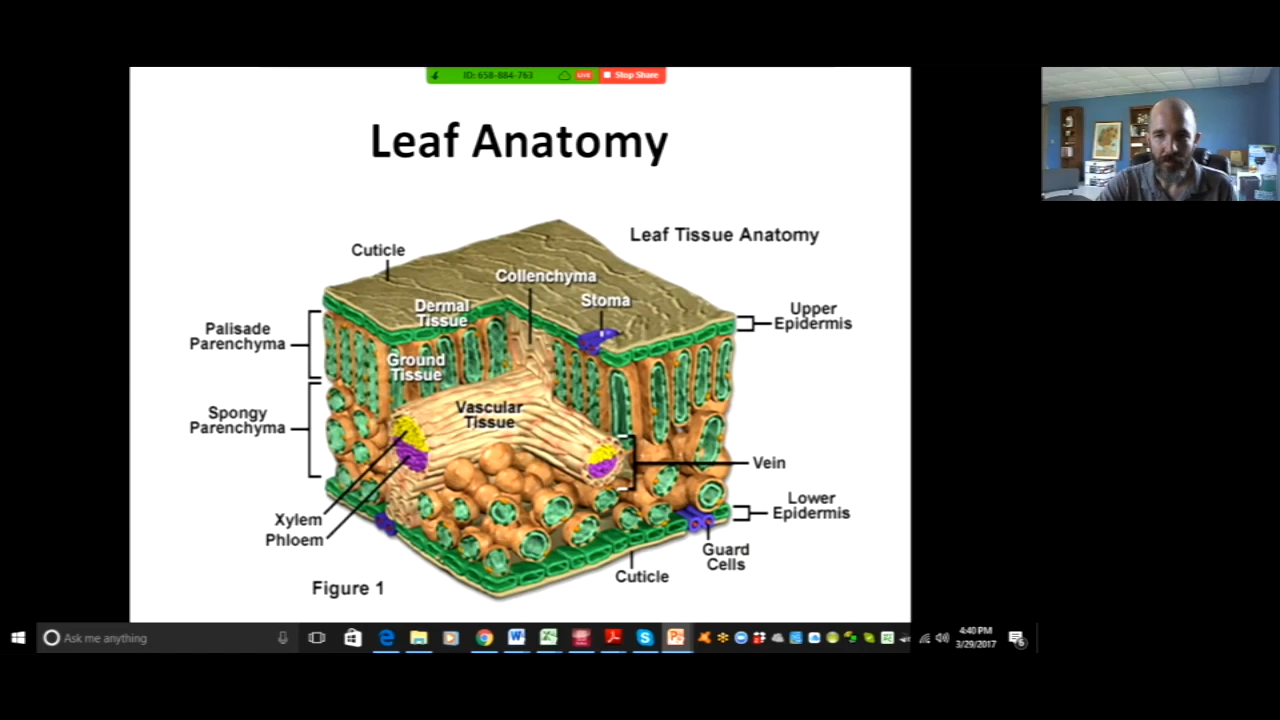 ID: 658-884-763
LIVE
Stop Share
Leaf Anatomy
Leaf Tissue Anatomy
Cuticle
Collenchyma
Stoma
Dermal
Tissue
Upper
Epidermis
Palisade
Parenchyma
Ground
Tissue
Vascular
Tissue
Spongy
Parenchyma
Vein
Lower
Epidermis
Xylem
Phloem
Guard
Cells
Cuticle
Figure 1
Ask me anything
4:40 PM
3/29/2017